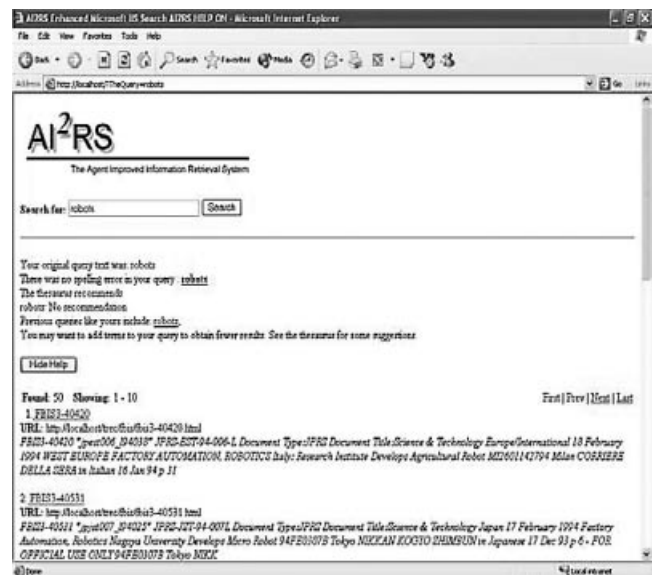 AI2RS Enhanced Microsoft IIS Search AI2RS HELP ON - Microsoft Internet Explorer
File Edit View Favorites Tools Help
Back Search Favorites Media
Address http://localhost/?TheQuery=robots Go Links
AI2RS
The Agent Improved Information Retrieval System
Search for: robots Search
Your original query text was: robots
There was no spelling error in your query : robots
The thesaurus recommends
robots: No recommendation
Previous queries like yours include: robots,
You may want to add terms to your query to obtain fewer results. See the thesaurus for some suggestions.
Hide Help
Found: 50 Showing: 1 - 10 First | Prev | Next | Last
1. FBIS3-40420
URL: http://localhost/trec/fbis/fbis3-40420.html
FBIS3-40420 "jpest006_l94038" JPRS-EST-94-006-L Document Type:JPRS Document Title:Science & Technology Europe/International 18 February
1994 WEST EUROPE FACTORY AUTOMATION, ROBOTICS Italy: Research Institute Develops Agricultural Robot MI2601142794 Milan CORRIERE
DELLA SERA in Italian 16 Jan 94 p 31
2. FBIS3-40531
URL: http://localhost/trec/fbis/fbis3-40531.html
FBIS3-40531 "jpjst007_l94025" JPRS-JST-94-007L Document Type:JPRS Document Title:Science & Technology Japan 17 February 1994 Factory
Automation, Robotics Nagoya University Develops Micro Robot 94FE0307B Tokyo NIKKAN KOGYO SHIMBUN in Japanese 17 Dec 93 p 6 - FOR
OFFICIAL USE ONLY 94FE0307B Tokyo NIKK
Done Local intranet